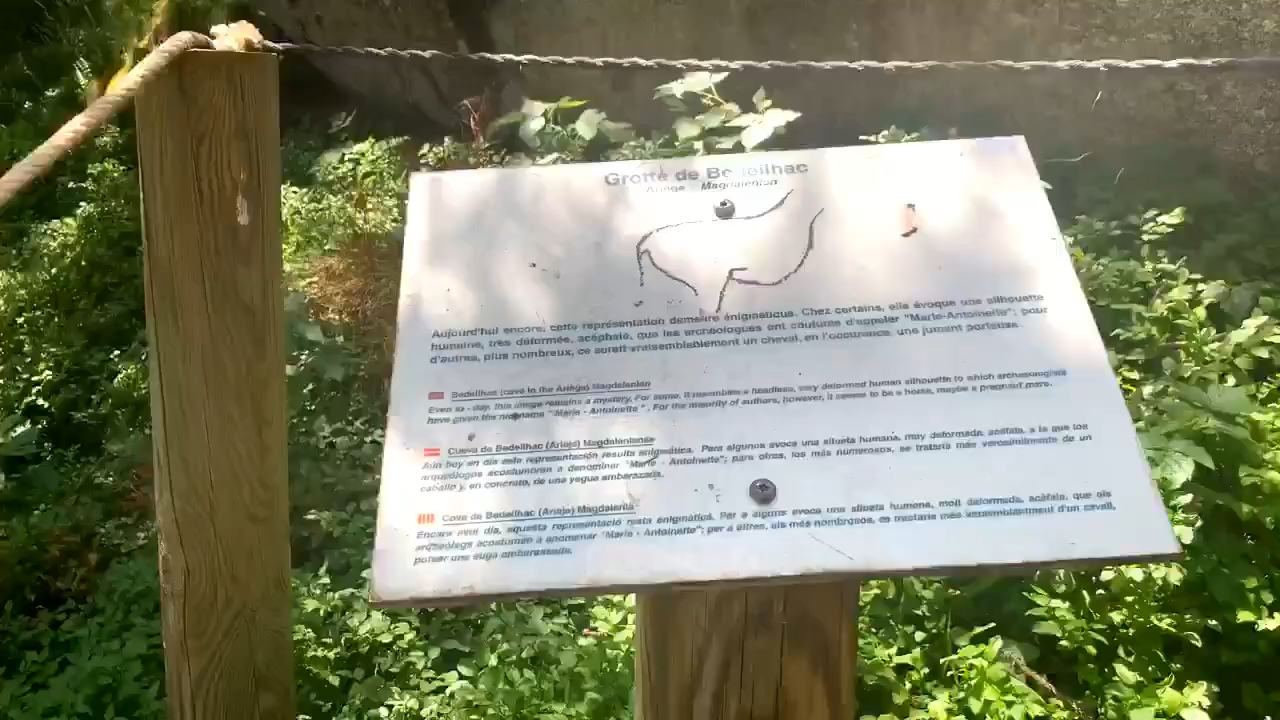 Grotte de Bedeilhac
Ariège Magdalenian
Aujourd'hui encore, cette représentation demeure énigmatique. Chez certains, elle évoque une silhouette
humaine, très déformée, acéphale, que les archéologues ont coutume d'appeler "Marie-Antoinette"; pour
d'autres, plus nombreux, ce serait vraisemblablement un cheval, en l'occurance une jument porteuse.
Bedeilhac (cave in the Ariège) Magdalenian
Even to - day, this image remains a mystery. For some, it resembles a headless, very deformed human silhouette to which archaeologists
have given the nickname "Marie - Antoinette". For the majority of authors, however, it seems to be a horse, maybe a pregnant mare.
Cueva de Bedeilhac (Arieja) Magdaleniense
Aún hoy en día esta representación resulta enigmática. Para algunos evoca una silueta humana, muy deformada, acéfala, a la que los
arqueólogos acostumbran a denominar "Marie - Antoinette"; para otros, los más numerosos, se trataría más verosímilmente de un
caballo y, en concreto, de una yegua embarazada.
Cova de Bedeilhac (Arieja) Magdalenià
Encara avui dia, aquesta representació resta enigmàtica. Per a alguns evoca una silueta humana, molt deformada, acèfala, que els
arqueòlegs acostumen a anomenar "Marie - Antoinette"; per a altres, els més nombrosos, es tractaria més versemblantment d'un cavall,
potser una euga embarassada.